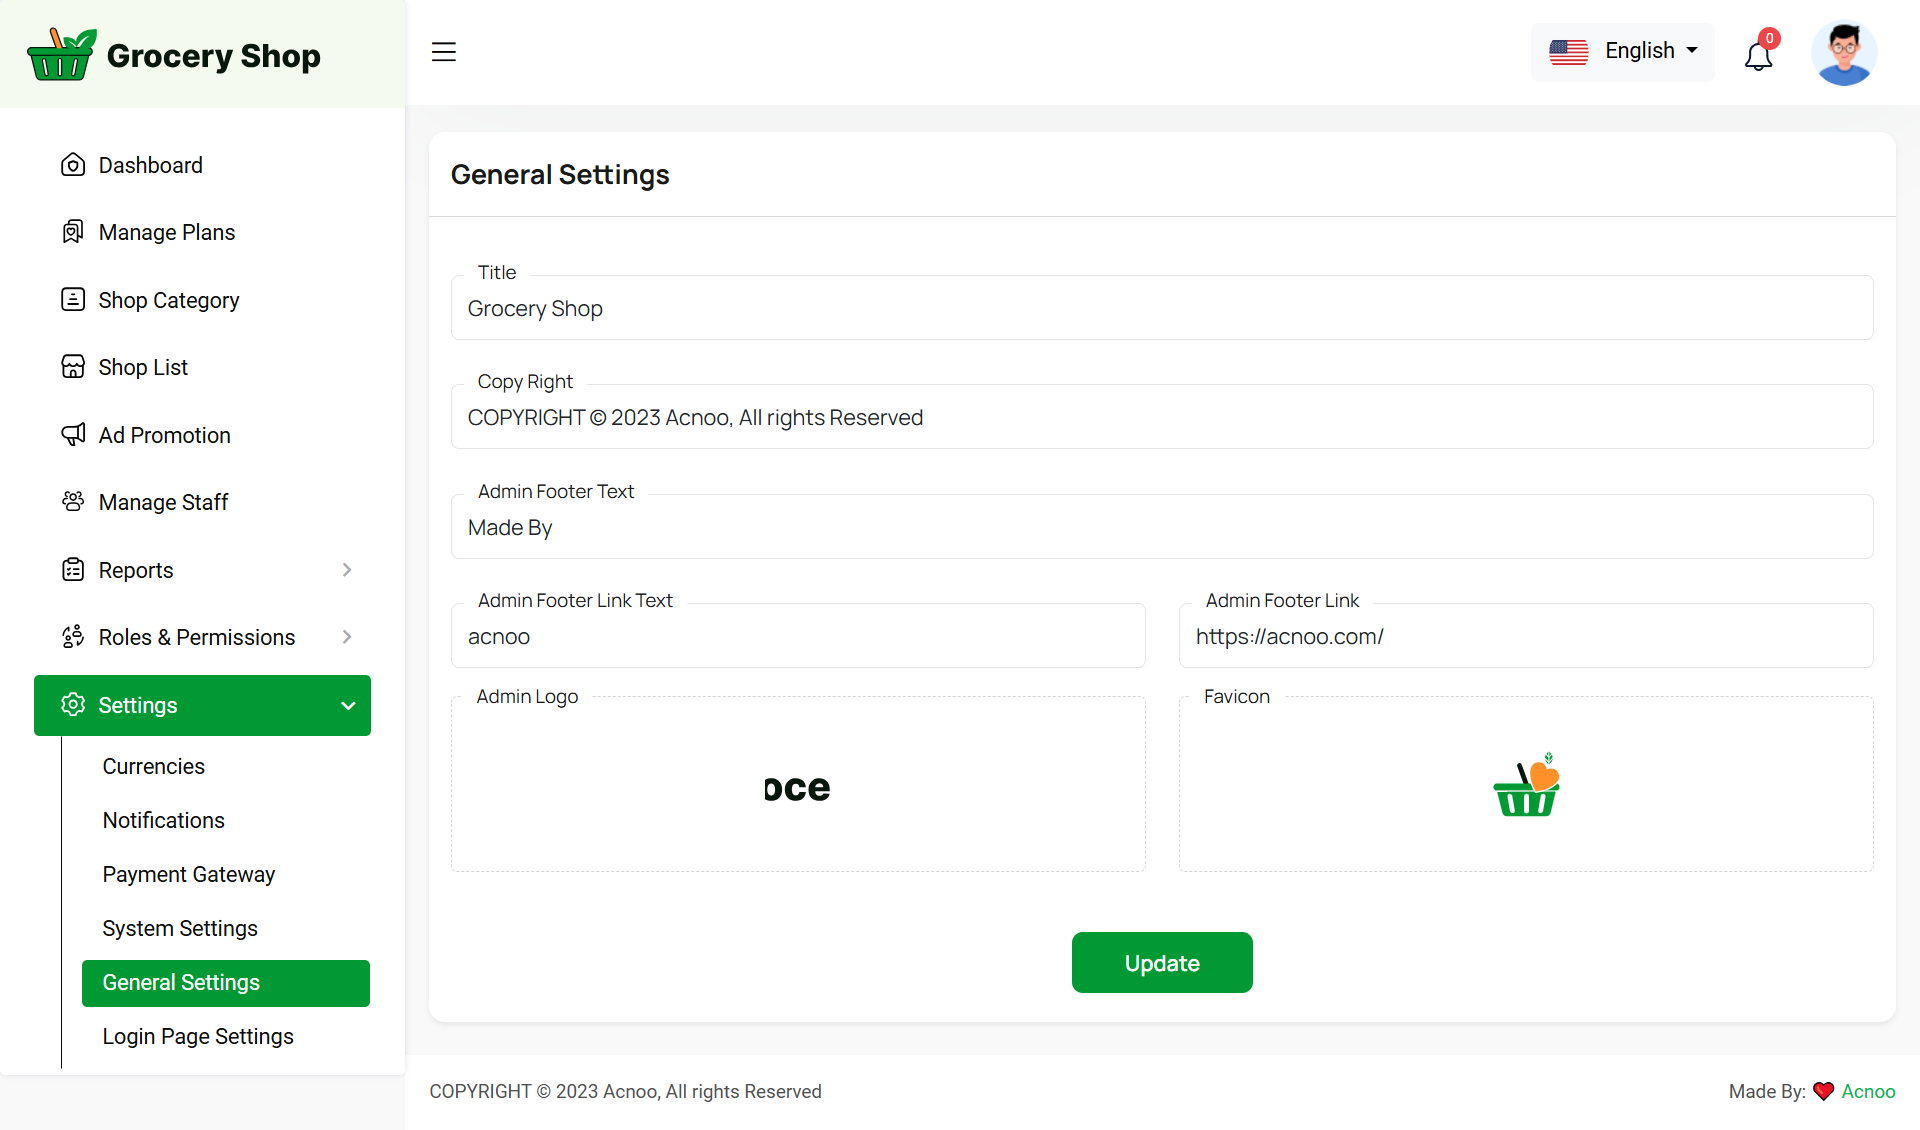 Grocery Shop
English
0
Dashboard
Manage Plans
Shop Category
Shop List
Ad Promotion
Manage Staff
Reports
Roles & Permissions
Settings
Currencies
Notifications
Payment Gateway
System Settings
General Settings
Login Page Settings
General Settings
Title
Grocery Shop
Copy Right
COPYRIGHT © 2023 Acnoo, All rights Reserved
Admin Footer Text
Made By
Admin Footer Link Text
acnoo
Admin Footer Link
https://acnoo.com/
Admin Logo
oce
Favicon
Update
COPYRIGHT © 2023 Acnoo, All rights Reserved
Made By: ❤ Acnoo